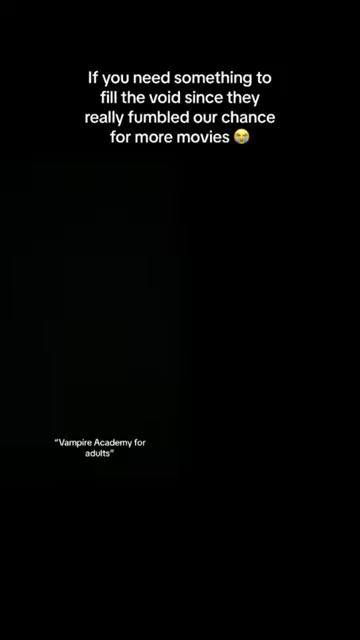 If you need something to
fill the void since they
really fumbled our chance
for more movies 😭
"Vampire Academy for
adults"